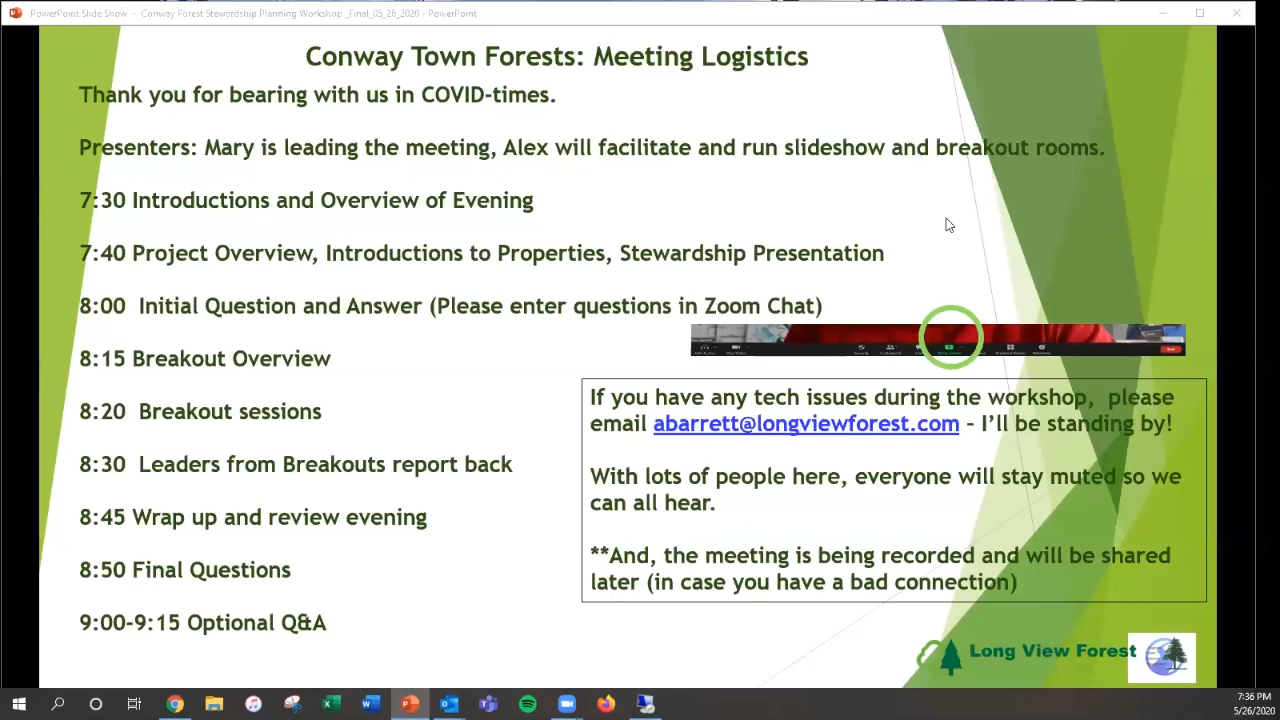 PowerPoint Slide Show - Conway Forest Stewardship Planning Workshop _Final_05_26_2020 - PowerPoint
Conway Town Forests: Meeting Logistics
Thank you for bearing with us in COVID-times.
Presenters: Mary is leading the meeting, Alex will facilitate and run slideshow and breakout rooms.
7:30 Introductions and Overview of Evening
7:40 Project Overview, Introductions to Properties, Stewardship Presentation
8:00 Initial Question and Answer (Please enter questions in Zoom Chat)
8:15 Breakout Overview
8:20 Breakout sessions
8:30 Leaders from Breakouts report back
8:45 Wrap up and review evening
8:50 Final Questions
9:00-9:15 Optional Q&A
If you have any tech issues during the workshop, please
email abarrett@longviewforest.com – I’ll be standing by!
With lots of people here, everyone will stay muted so we
can all hear.
**And, the meeting is being recorded and will be shared
later (in case you have a bad connection)
Long View Forest
7:36 PM
5/26/2020